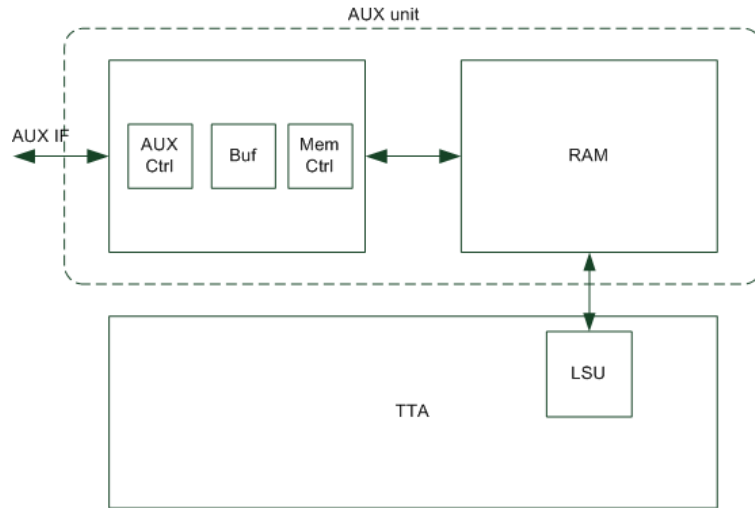 AUX unit
AUX IF
AUX
Ctrl
Buf
Mem
Ctrl
RAM
LSU
TTA